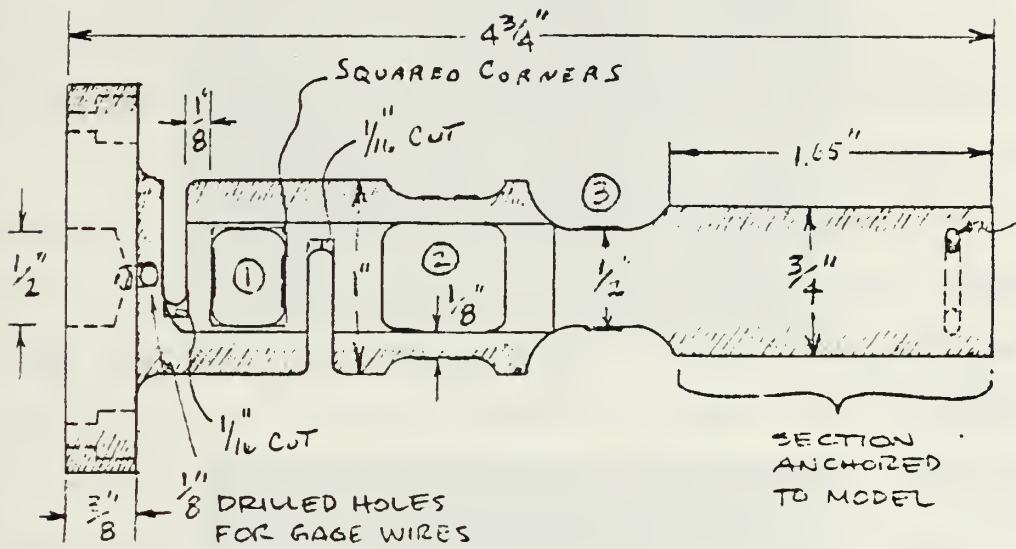 4 3/4"
SQUARED CORNERS
1/8"
1/16" CUT
1.65"
③
1/2"
①
②
1/8"
1"
1/2"
3/4"
1/16" CUT
3/8"
1/8" DRILLED HOLES
FOR GAGE WIRES
SECTION
ANCHORED
TO MODEL